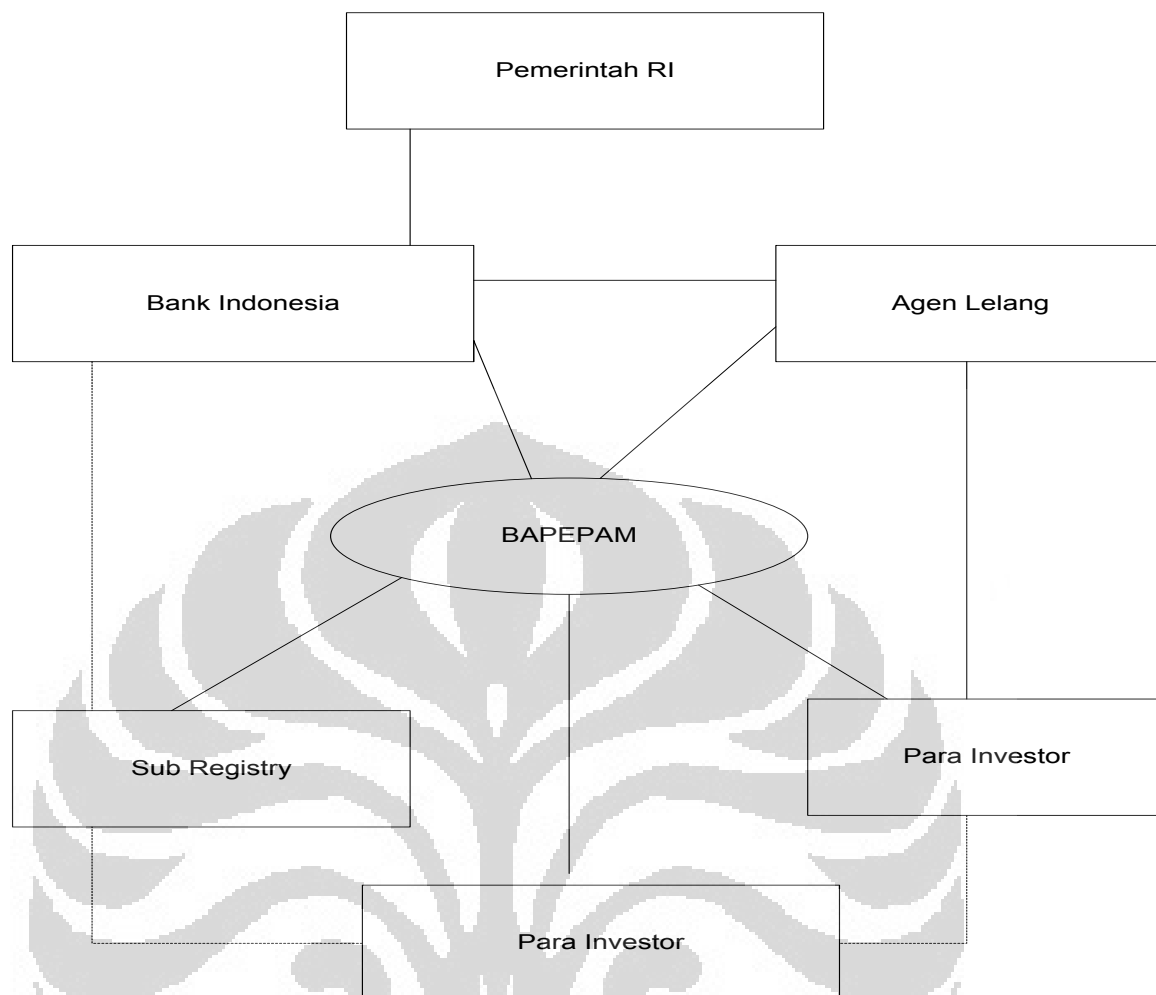 Pemerintah RI
Bank Indonesia
Agen Lelang
BAPEPAM
Sub Registry
Para Investor
Para Investor